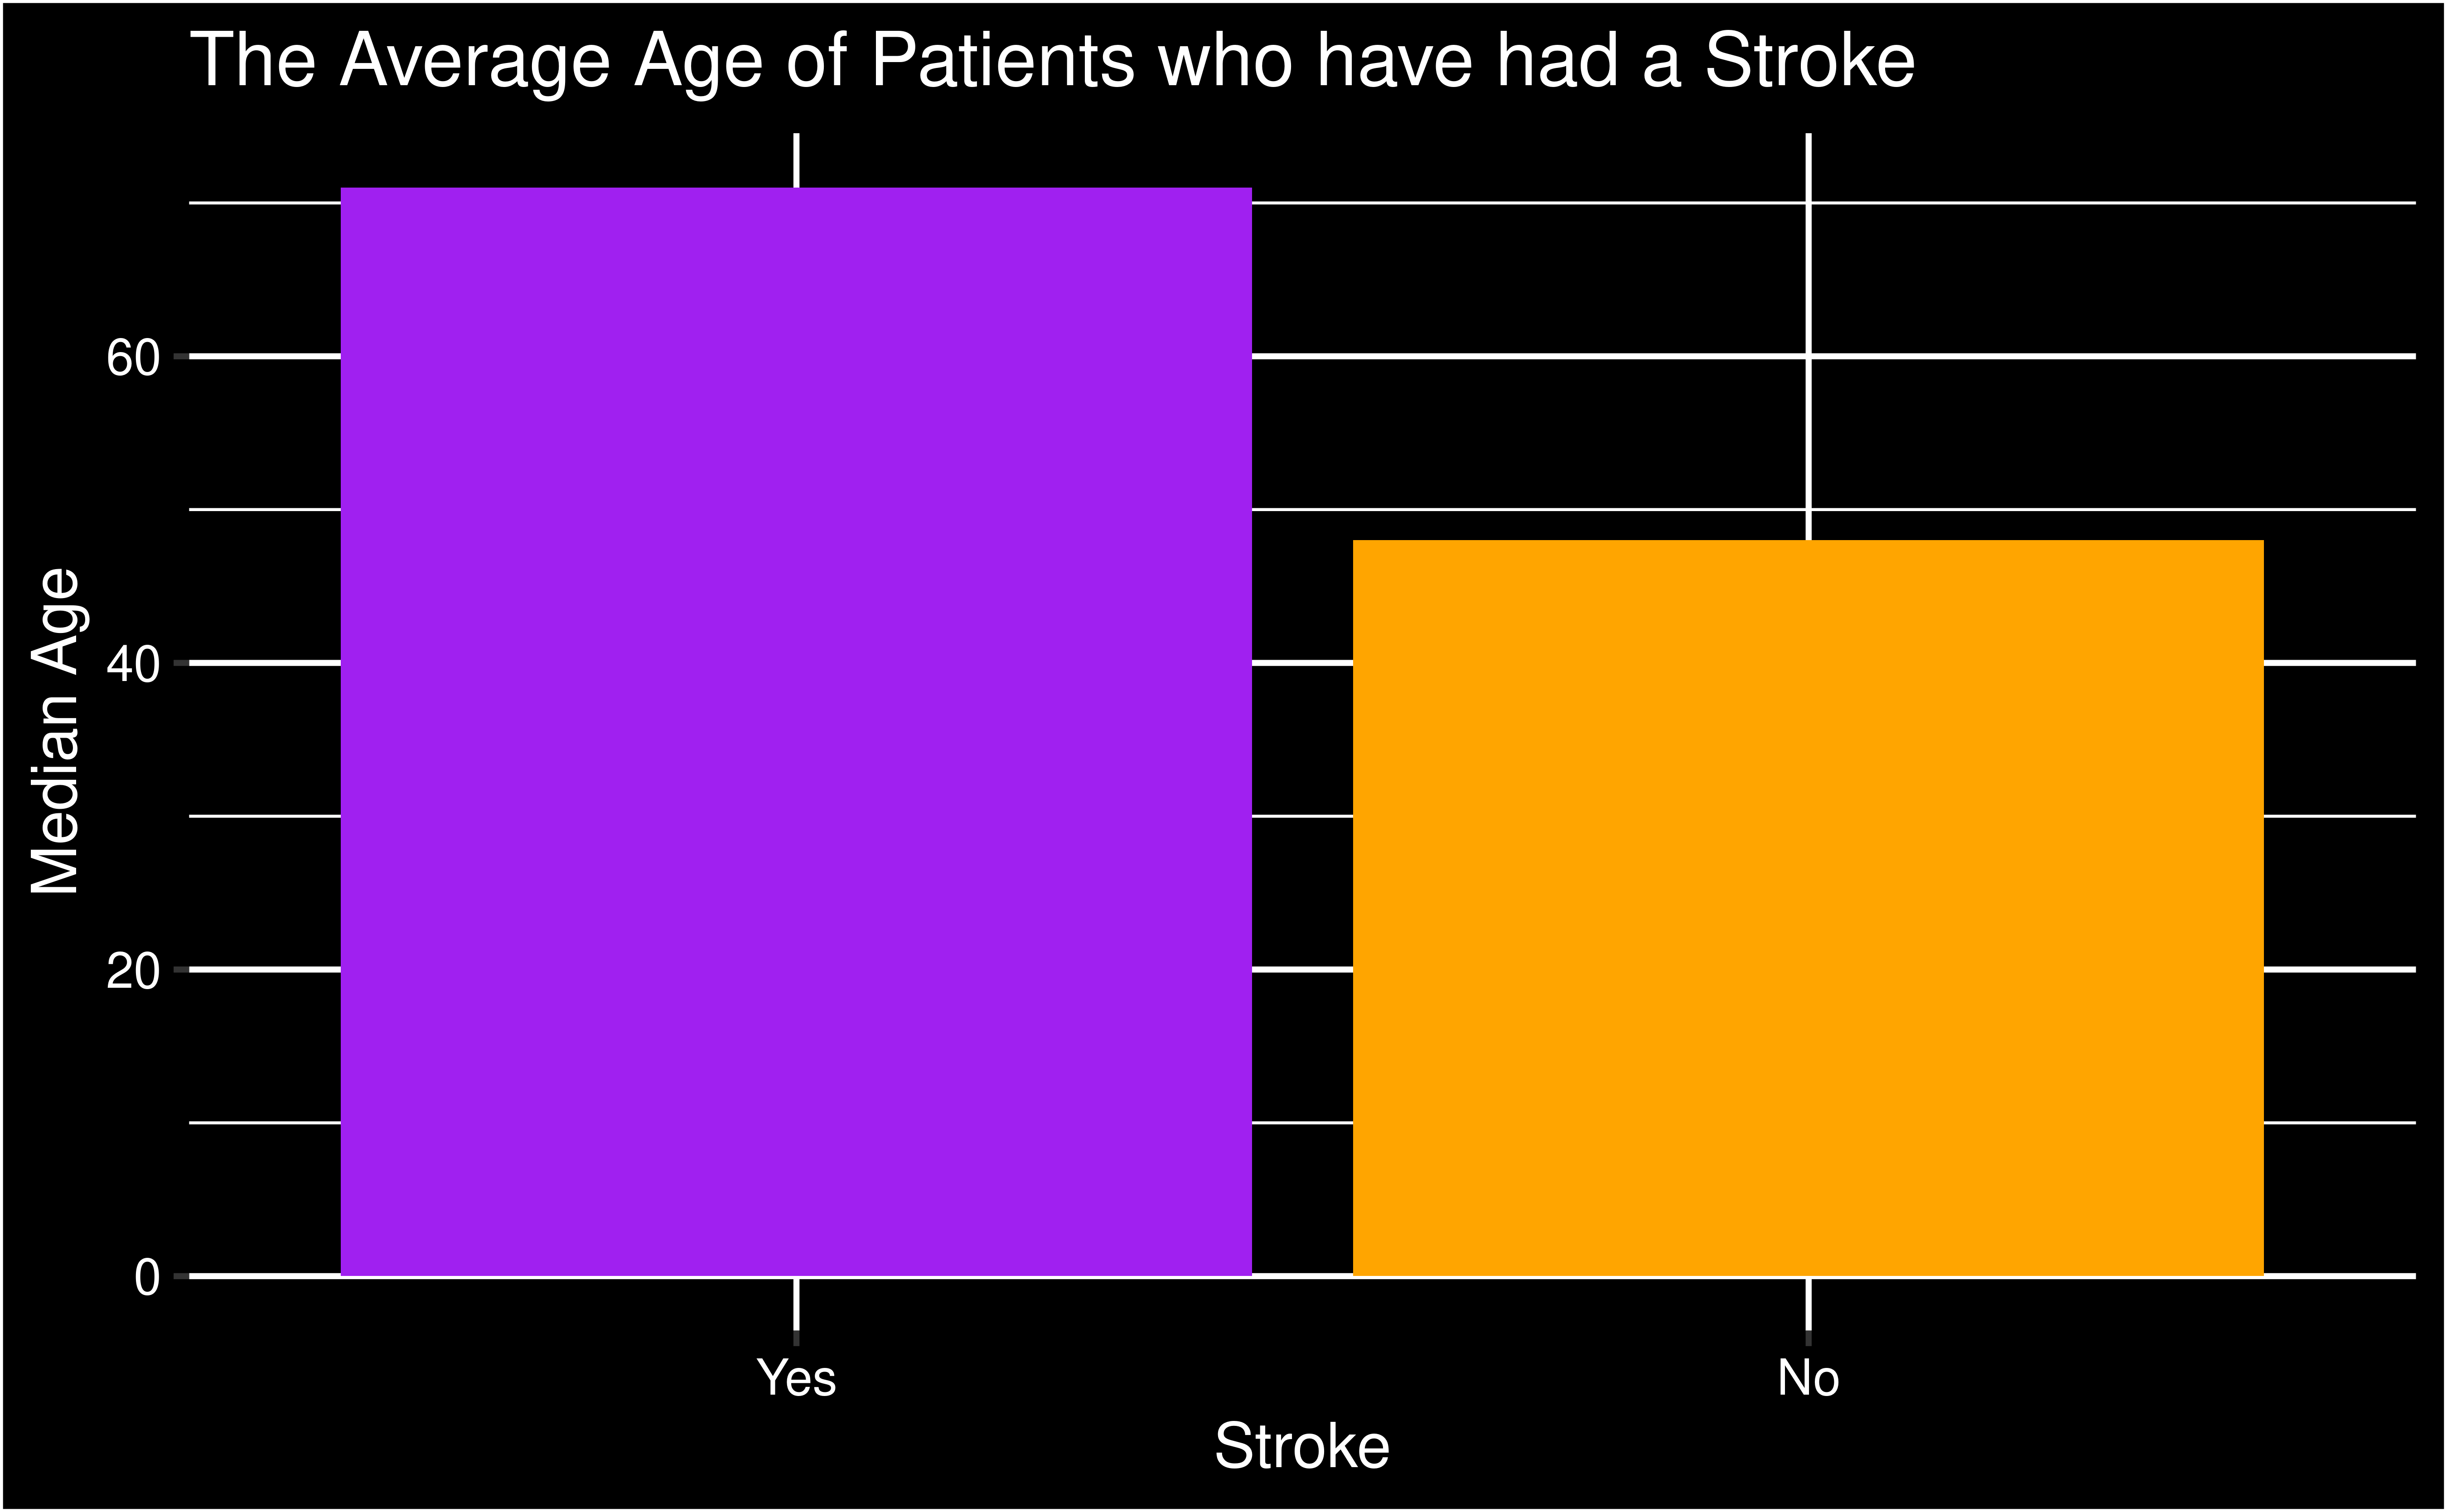 The Average Age of Patients who have had a Stroke
Median Age
60
40
20
0
Yes
No
Stroke